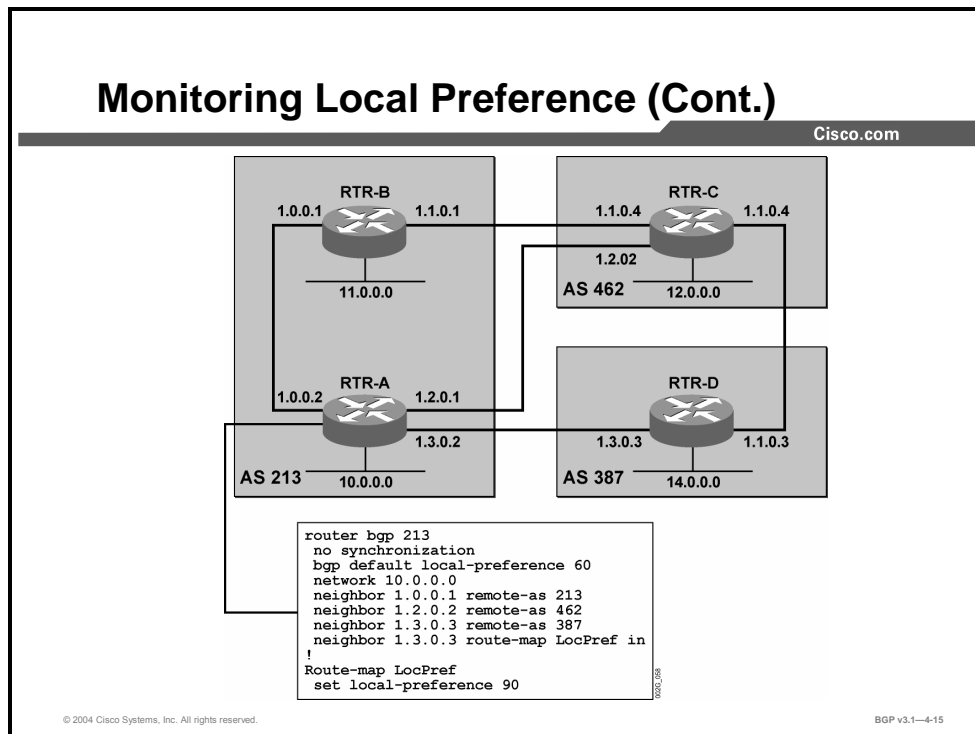 Monitoring Local Preference (Cont.)
Cisco.com
RTR-B
1.0.0.1
1.1.0.1
11.0.0.0
RTR-C
1.1.0.4
1.1.0.4
1.2.02
AS 462
12.0.0.0
RTR-A
1.0.0.2
1.2.0.1
1.3.0.2
AS 213
10.0.0.0
RTR-D
1.3.0.3
1.1.0.3
AS 387
14.0.0.0
router bgp 213
no synchronization
bgp default local-preference 60
network 10.0.0.0
neighbor 1.0.0.1 remote-as 213
neighbor 1.2.0.2 remote-as 462
neighbor 1.3.0.3 remote-as 387
neighbor 1.3.0.3 route-map LocPref in
!
Route-map LocPref
set local-preference 90
002G_058
© 2004 Cisco Systems, Inc. All rights reserved.
BGP v3.1—4-15